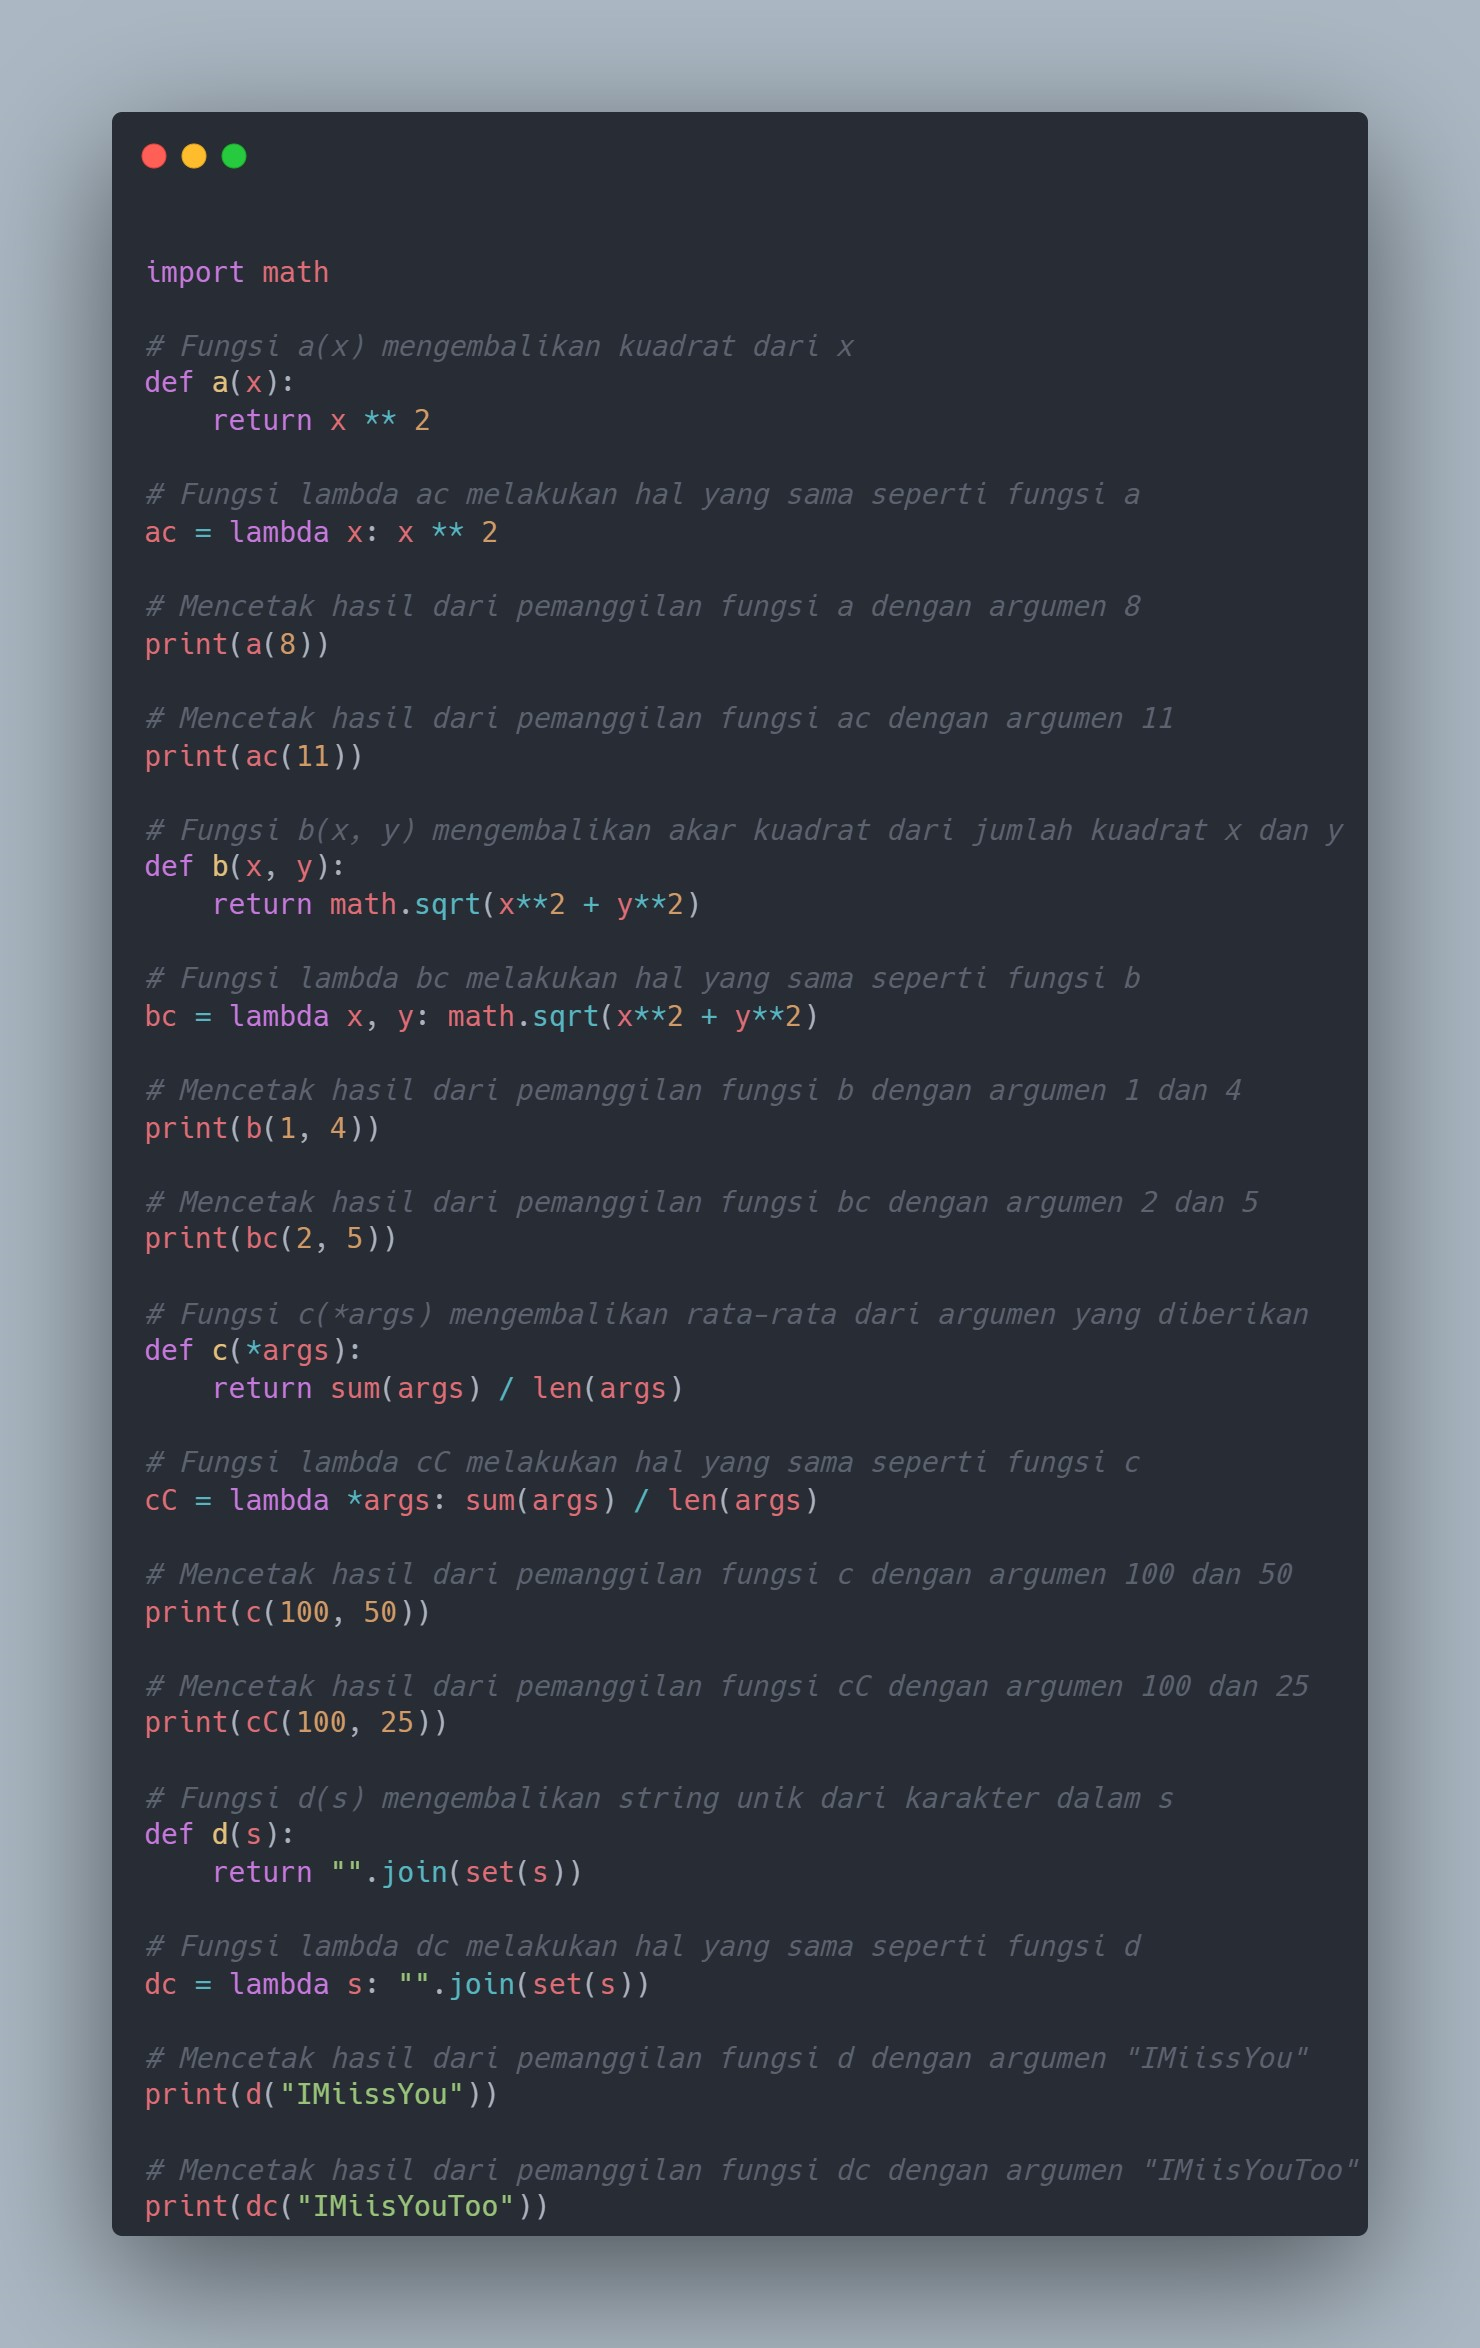 import math
# Fungsi a(x) mengembalikan kuadrat dari x
def a(x):
    return x ** 2
# Fungsi lambda ac melakukan hal yang sama seperti fungsi a
ac = lambda x: x ** 2
# Mencetak hasil dari pemanggilan fungsi a dengan argumen 8
print(a(8))
# Mencetak hasil dari pemanggilan fungsi ac dengan argumen 11
print(ac(11))
# Fungsi b(x, y) mengembalikan akar kuadrat dari jumlah kuadrat x dan y
def b(x, y):
    return math.sqrt(x**2 + y**2)
# Fungsi lambda bc melakukan hal yang sama seperti fungsi b
bc = lambda x, y: math.sqrt(x**2 + y**2)
# Mencetak hasil dari pemanggilan fungsi b dengan argumen 1 dan 4
print(b(1, 4))
# Mencetak hasil dari pemanggilan fungsi bc dengan argumen 2 dan 5
print(bc(2, 5))
# Fungsi c(*args) mengembalikan rata-rata dari argumen yang diberikan
def c(*args):
    return sum(args) / len(args)
# Fungsi lambda cC melakukan hal yang sama seperti fungsi c
cC = lambda *args: sum(args) / len(args)
# Mencetak hasil dari pemanggilan fungsi c dengan argumen 100 dan 50
print(c(100, 50))
# Mencetak hasil dari pemanggilan fungsi cC dengan argumen 100 dan 25
print(cC(100, 25))
# Fungsi d(s) mengembalikan string unik dari karakter dalam s
def d(s):
    return "".join(set(s))
# Fungsi lambda dc melakukan hal yang sama seperti fungsi d
dc = lambda s: "".join(set(s))
# Mencetak hasil dari pemanggilan fungsi d dengan argumen "IMiissYou"
print(d("IMiissYou"))
# Mencetak hasil dari pemanggilan fungsi dc dengan argumen "IMiisYouToo"
print(dc("IMiisYouToo"))